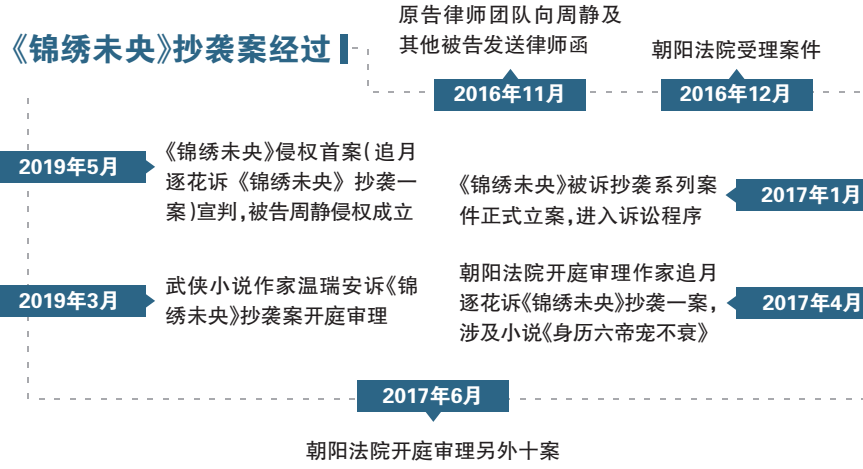 《锦绣未央》抄袭案经过
原告律师团队向周静及
其他被告发送律师函
2016年11月
朝阳法院受理案件
2016年12月
《锦绣未央》被诉抄袭系列案
件正式立案,进入诉讼程序
2017年1月
朝阳法院开庭审理作家追月
逐花诉《锦绣未央》抄袭一案,
涉及小说《身历六帝宠不衰》
2017年4月
2017年6月
朝阳法院开庭审理另外十案
2019年3月
武侠小说作家温瑞安诉《锦
绣未央》抄袭案开庭审理
2019年5月
《锦绣未央》侵权首案(追月
逐花诉《锦绣未央》抄袭一
案)宣判,被告周静侵权成立